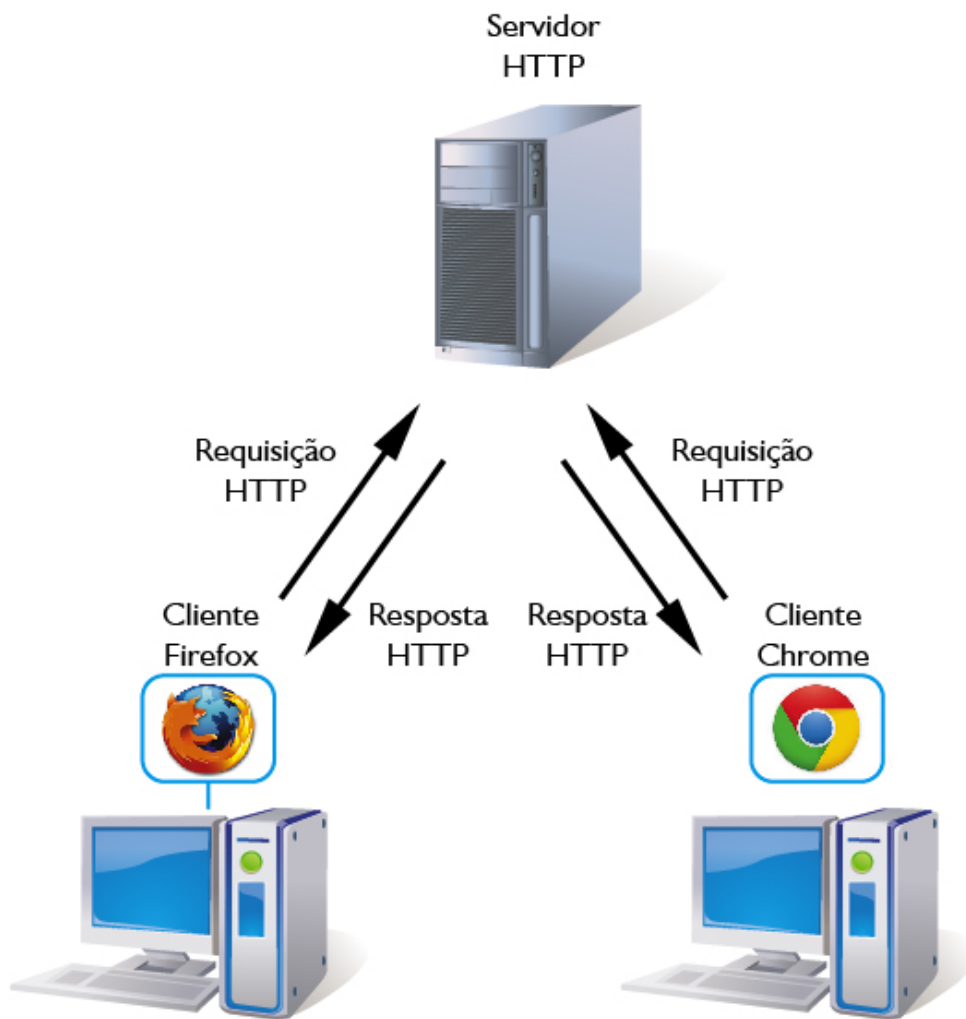 Servidor
HTTP
Requisição
HTTP
Requisição
HTTP
Cliente
Firefox
Resposta
HTTP
Resposta
HTTP
Cliente
Chrome